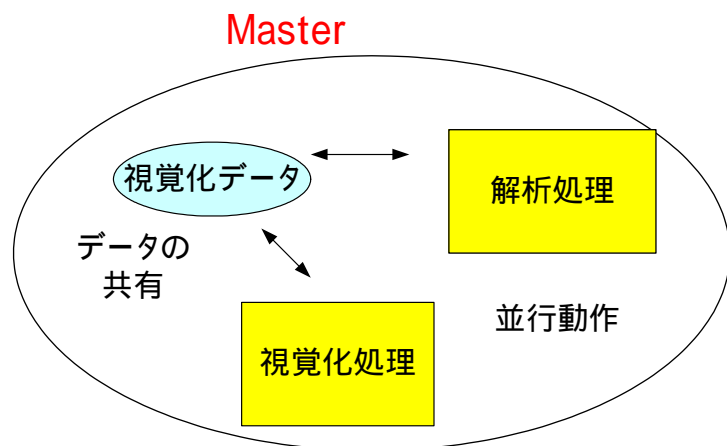 Master
視覚化データ
解析処理
データの
共有
並行動作
視覚化処理